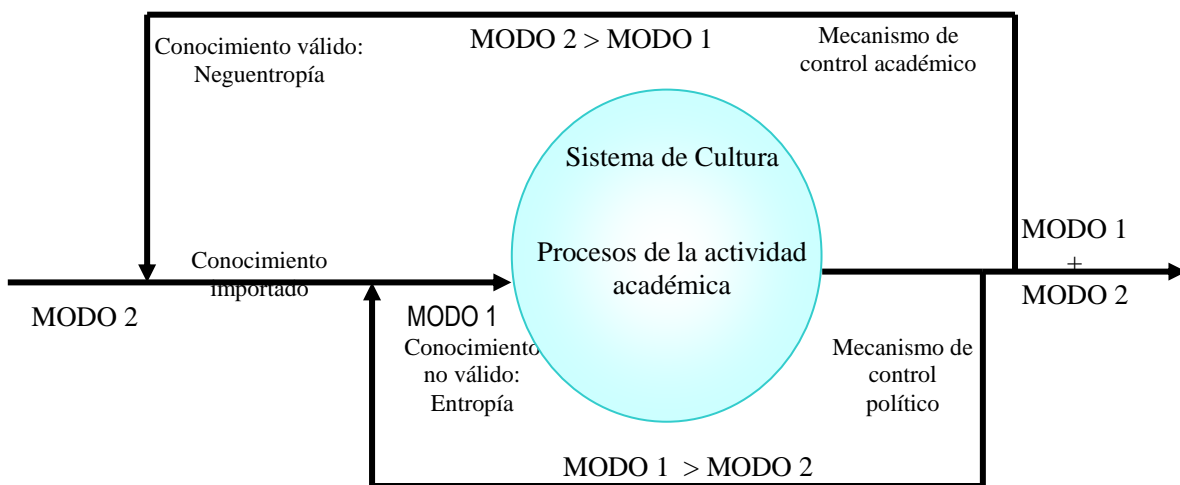 Conocimiento válido:
Neguentropía
MODO 2 > MODO 1
Mecanismo de
control académico
Sistema de Cultura
Procesos de la actividad
académica
Conocimiento
importado
MODO 2
MODO 1
Conocimiento
no válido:
Entropía
MODO 1
+
MODO 2
Mecanismo de
control
político
MODO 1 > MODO 2